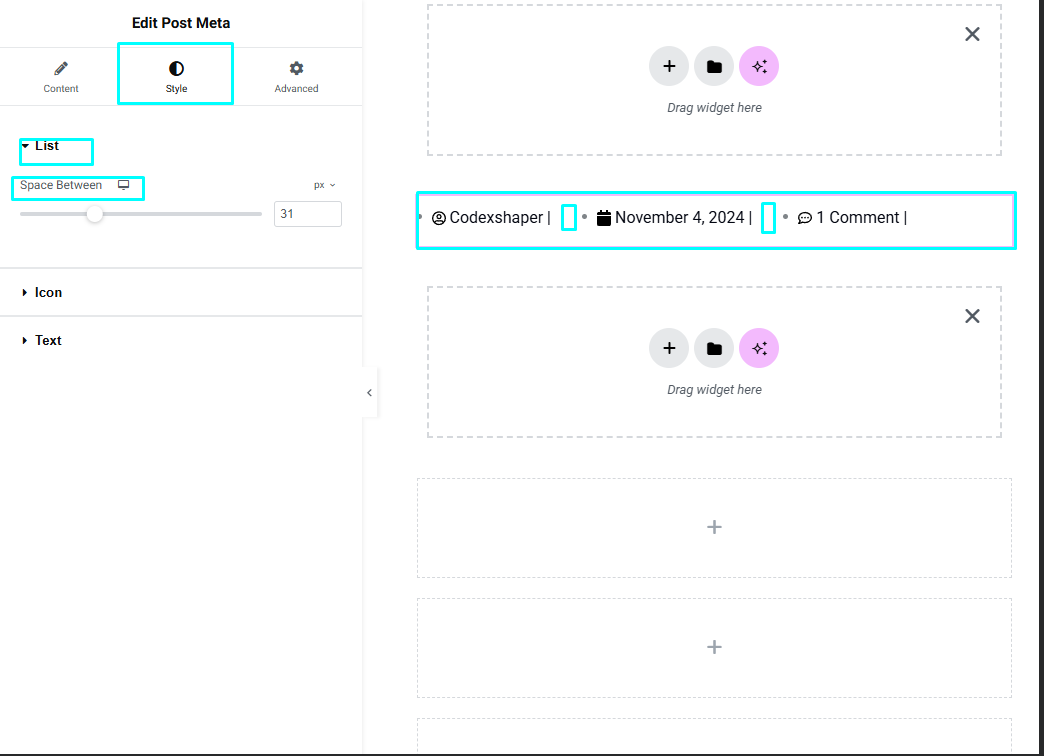 Edit Post Meta
Content
Style
Advanced
List
Space Between
px
31
Icon
Text
Drag widget here
Codexshaper | November 4, 2024 | 1 Comment |
Drag widget here